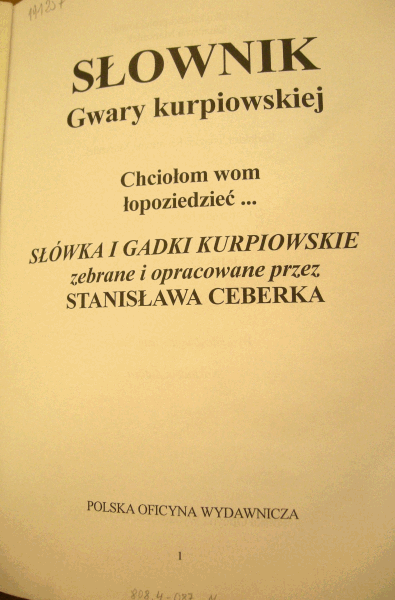 SŁOWNIK
Gwary kurpiowskiej
Chciołom wom
łopoziedzieć ...
SŁÓWKA I GADKI KURPIOWSKIE
zebrane i opracowane przez
STANISŁAWA CEBERKA
POLSKA OFICYNA WYDAWNICZA
1